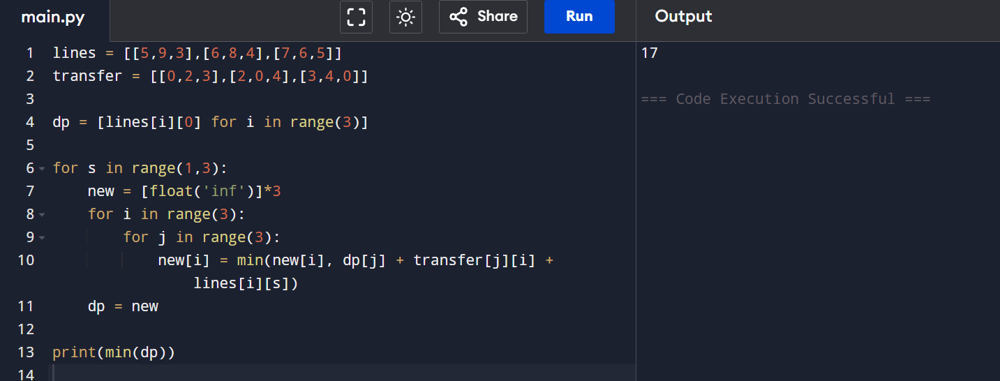 main.py Share Run Output
1 lines = [[5,9,3],[6,8,4],[7,6,5]]
2 transfer = [[0,2,3],[2,0,4],[3,4,0]]
3
4 dp = [lines[i][0] for i in range(3)]
5
6 for s in range(1,3):
7     new = [float('inf')]*3
8     for i in range(3):
9         for j in range(3):
10             new[i] = min(new[i], dp[j] + transfer[j][i] +
                lines[i][s])
11     dp = new
12
13 print(min(dp))
14
17
=== Code Execution Successful ===